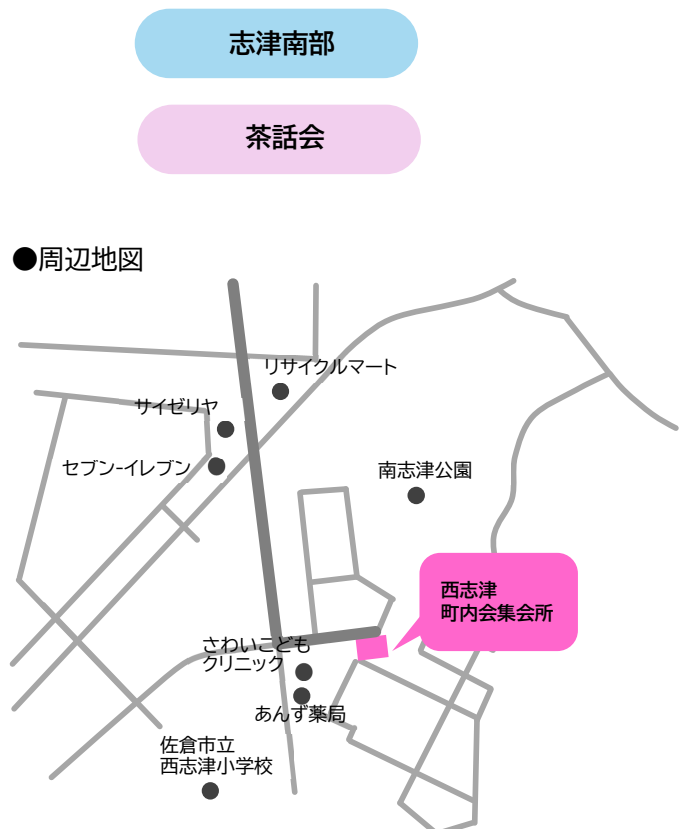 志津南部
茶話会
●周辺地図
リサイクルマート
サイゼリヤ
セブン-イレブン
南志津公園
西志津
町内会集会所
さわいこども
クリニック
あんず薬局
佐倉市立
西志津小学校